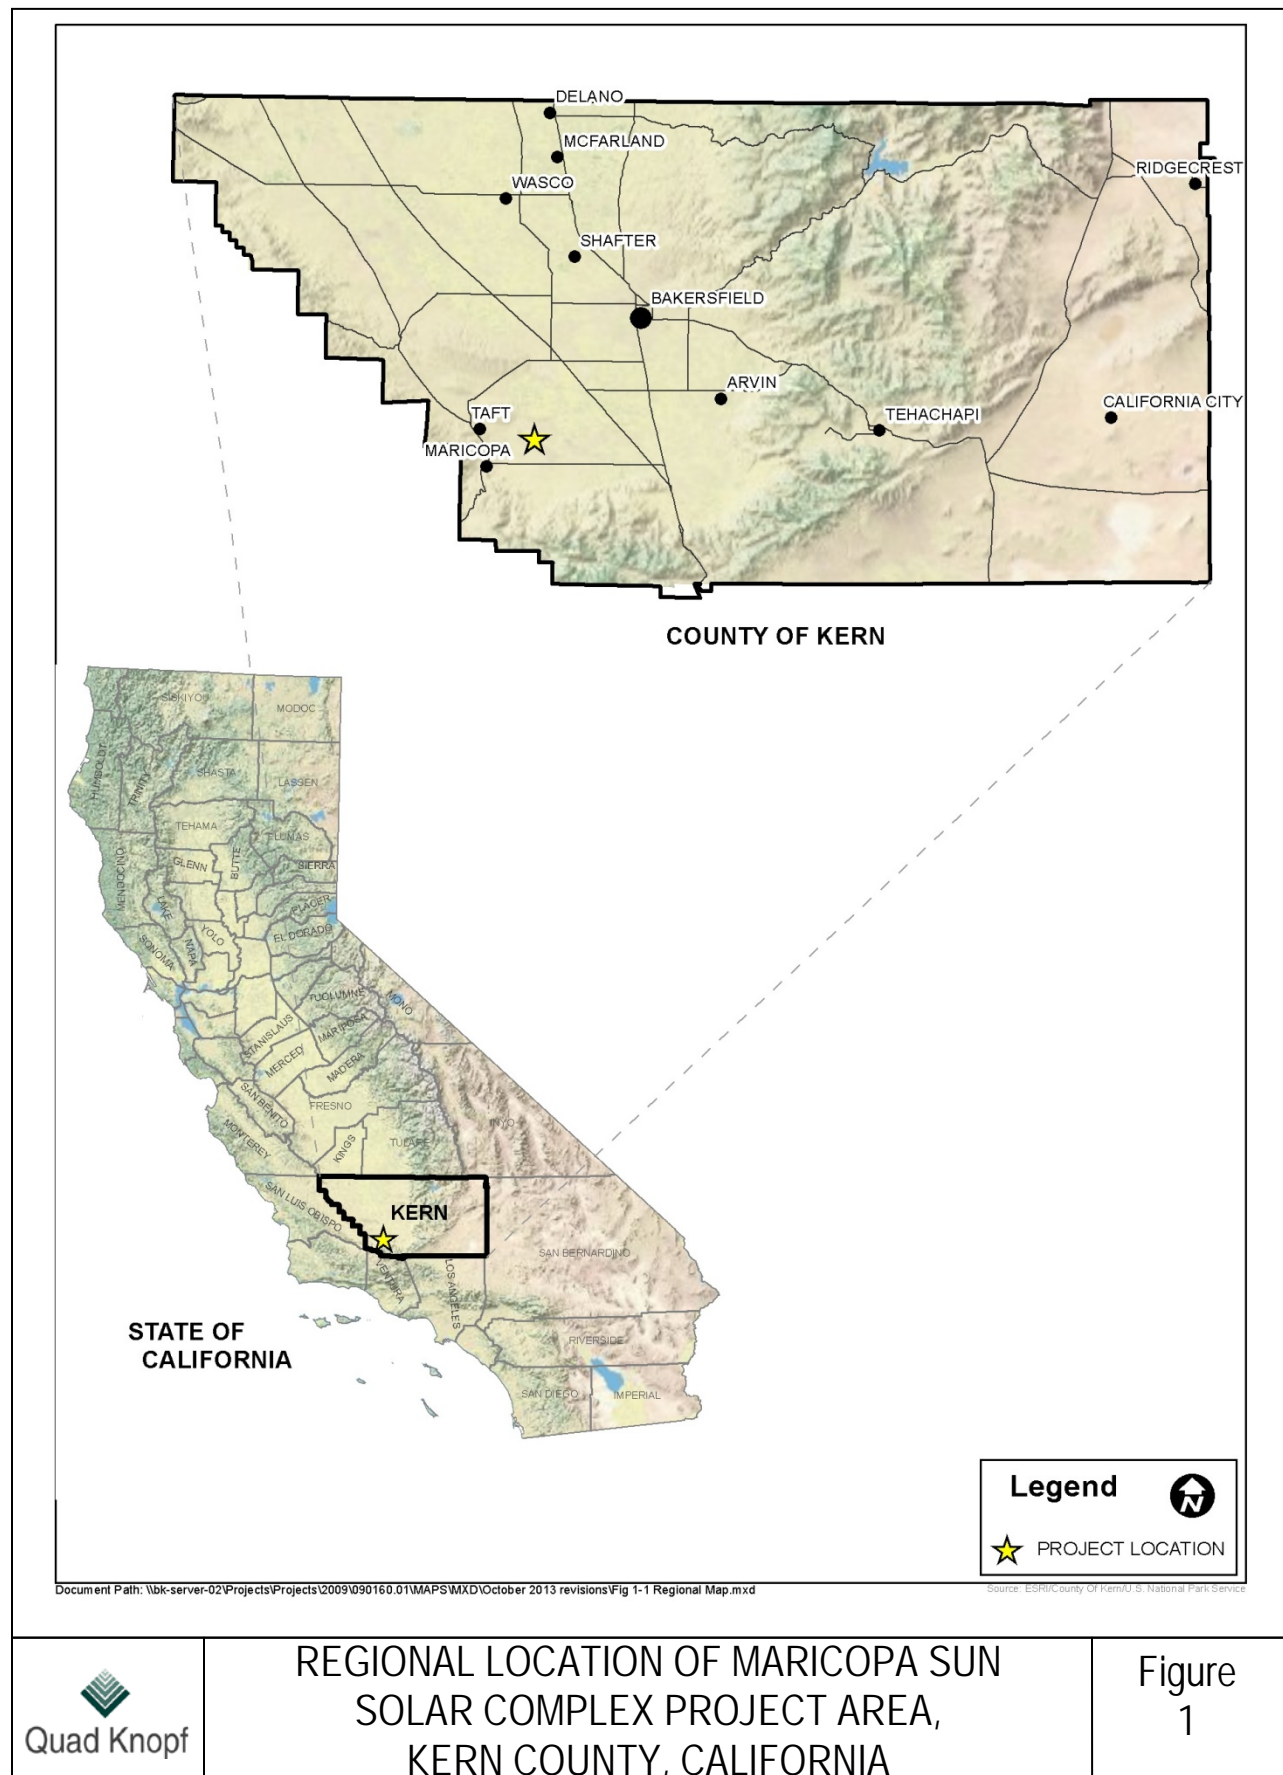 DELANO
MCFARLAND
WASCO
RIDGECREST
SHAFTER
BAKERSFIELD
ARVIN
CALIFORNIA CITY
TAFT
TEHACHAPI
MARICOPA
COUNTY OF KERN
SISKIYOU
MODOC
HUMBOLDT
TRINITY
SHASTA
LASSEN
TEHAMA
PLUMAS
GLENN
BUTTE
SIERRA
MENDOCINO
LAKE
PLACER
YOLO
EL DORADO
SONOMA
NAPA
TUOLUMNE
MONO
STANISLAUS
MARIPOSA
MERCED
MADERA
SAN BENITO
FRESNO
MONTEREY
KINGS
TULARE
INYO
SAN LUIS OBISPO
KERN
SAN BERNARDINO
VENTURA
LOS ANGELES
STATE OF
CALIFORNIA
RIVERSIDE
SAN DIEGO
IMPERIAL
Legend
N
PROJECT LOCATION
Document Path: \\bk-server-02\Projects\Projects\2009\090160.01\MAPS\MXD\October 2013 revisions\Fig 1-1 Regional Map.mxd
Source: ESRI/County Of Kern/U.S. National Park Service
Quad Knopf
REGIONAL LOCATION OF MARICOPA SUN
SOLAR COMPLEX PROJECT AREA,
KERN COUNTY, CALIFORNIA
Figure
1